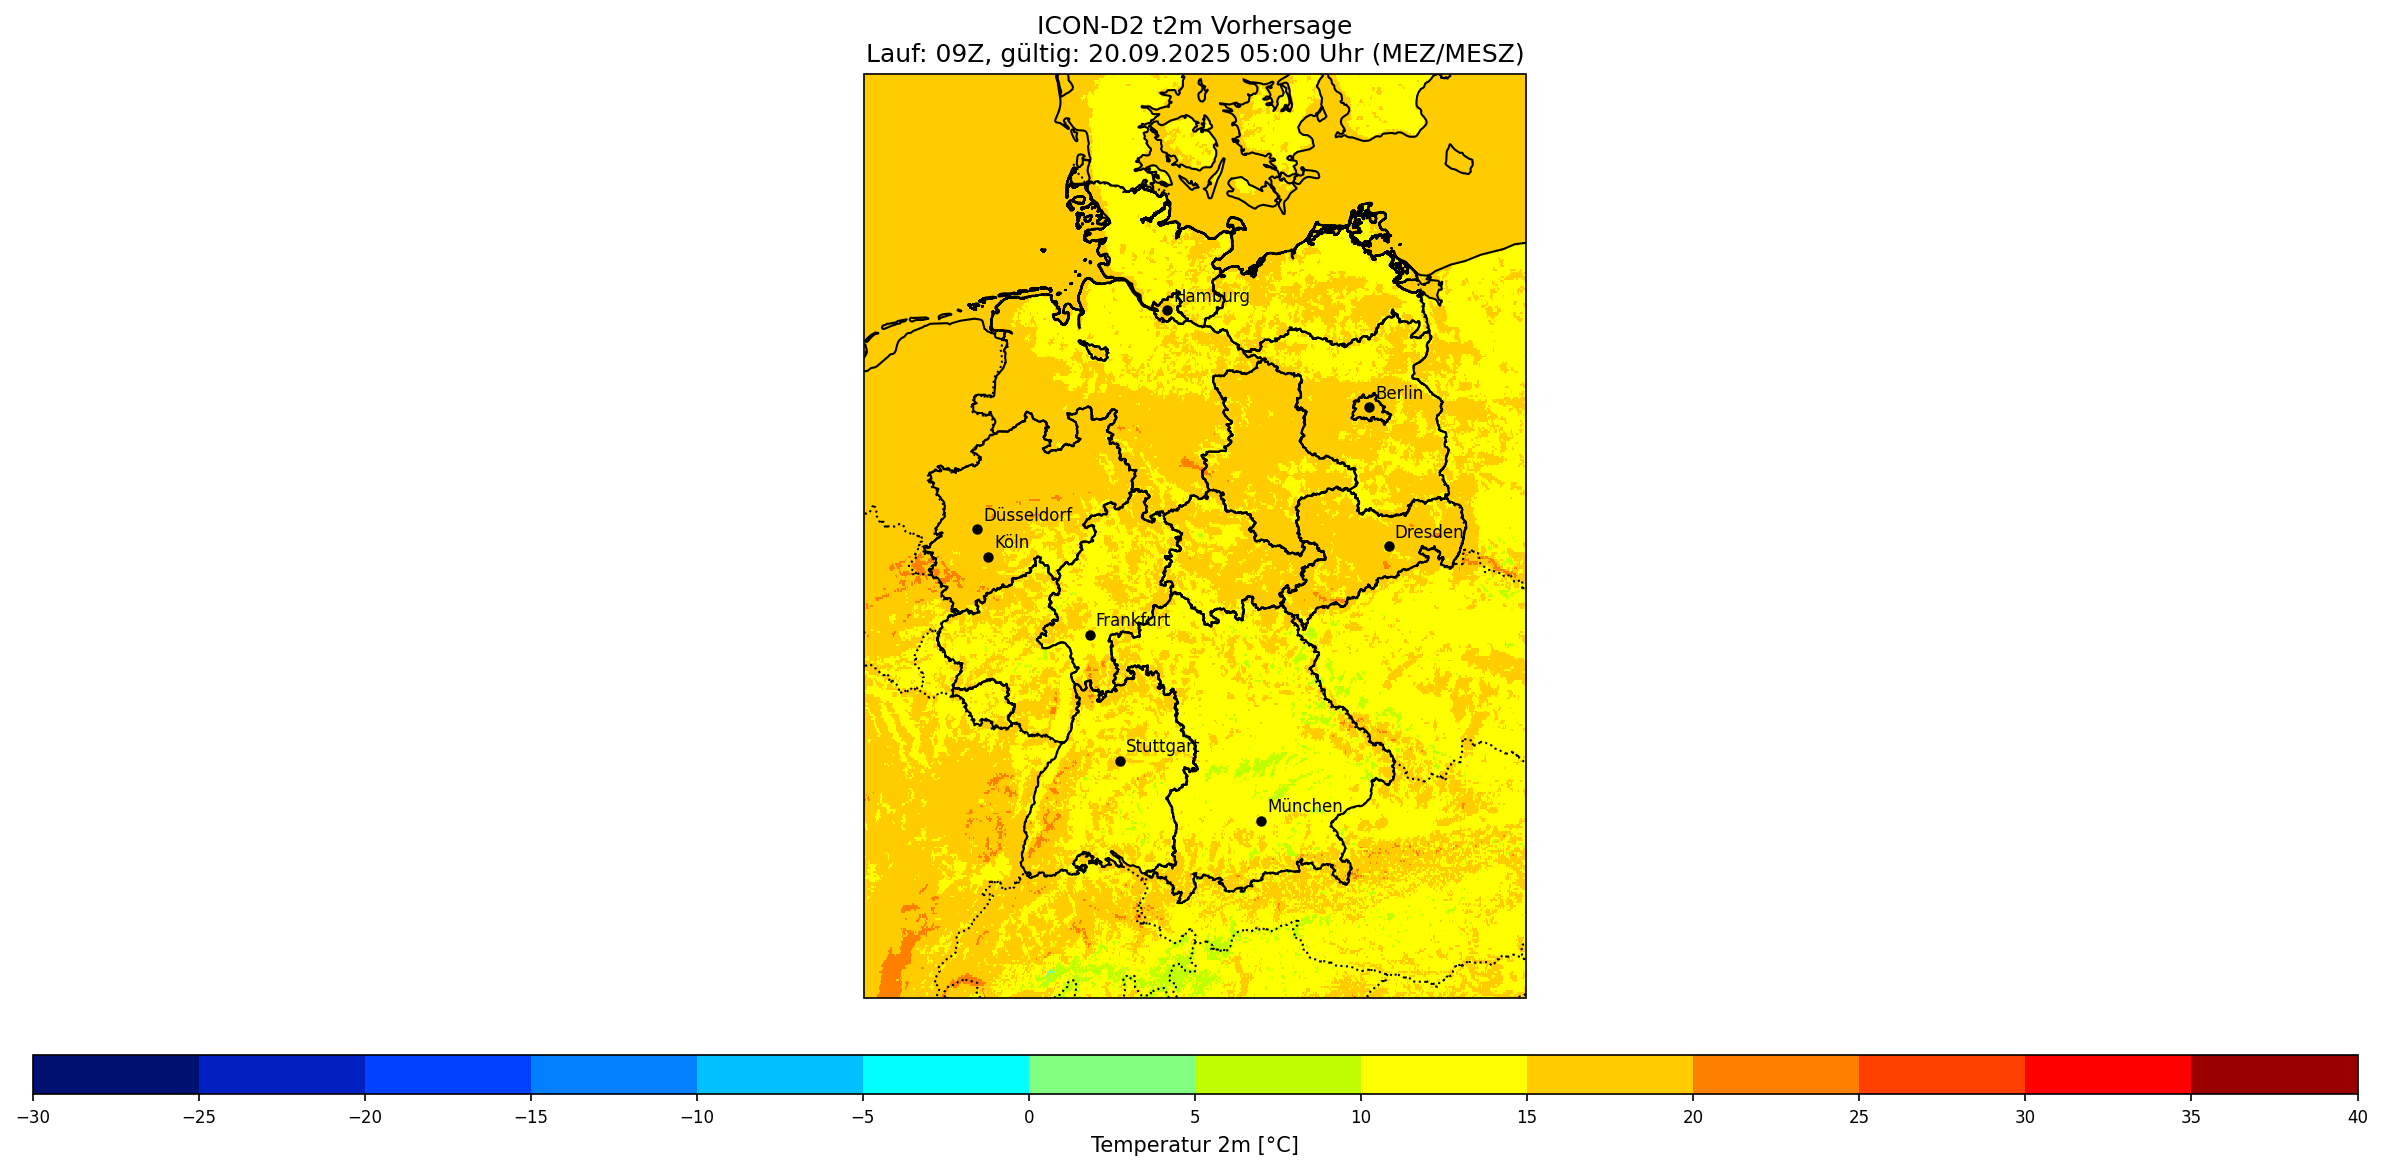 ICON-D2 t2m Vorhersage
Lauf: 09Z, gültig: 20.09.2025 05:00 Uhr (MEZ/MESZ)
Hamburg
Berlin
Düsseldorf
Köln
Dresden
Frankfurt
Stuttgart
München
−30 −25 −20 −15 −10 −5 0 5 10 15 20 25 30 35 40
Temperatur 2m [°C]